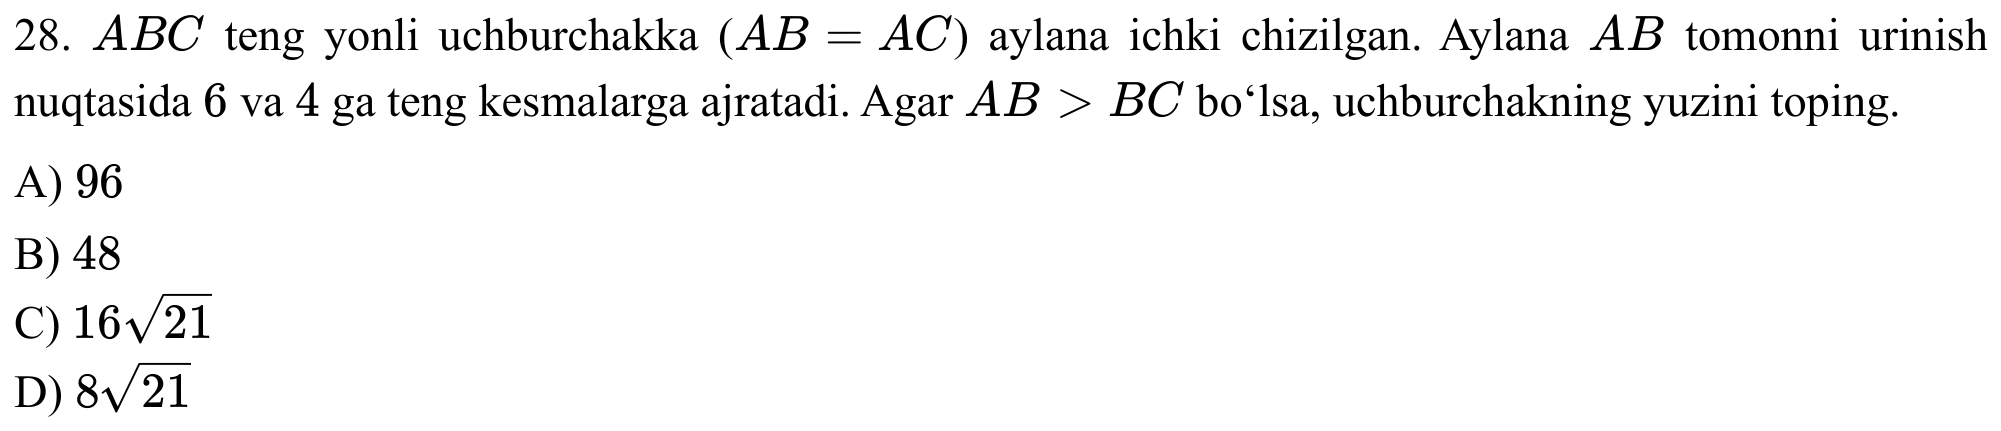 28. ABC teng yonli uchburchakka (AB = AC) aylana ichki chizilgan. Aylana AB tomonni urinish
nuqtasida 6 va 4 ga teng kesmalarga ajratadi. Agar AB > BC bo‘lsa, uchburchakning yuzini toping.
A) 96
B) 48
C) 16√21
D) 8√21